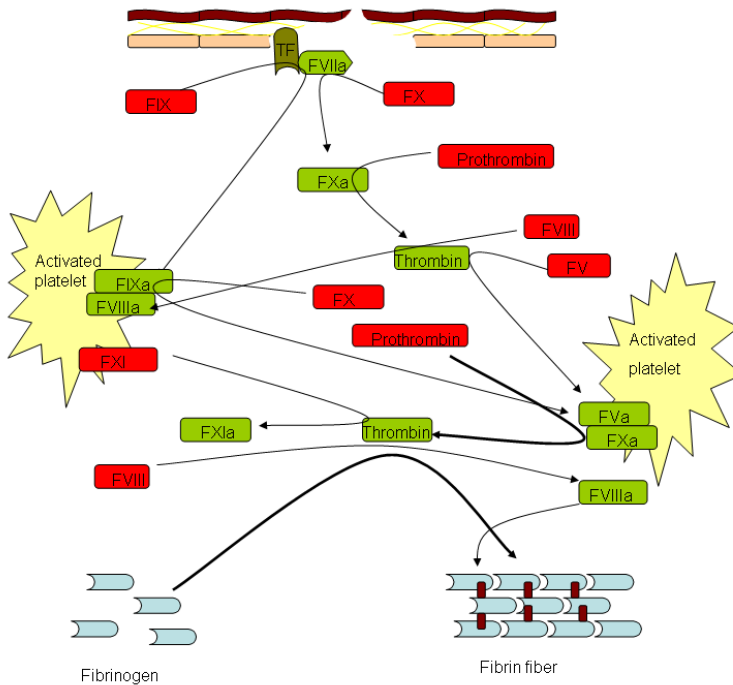 TF
FVIIa
FIX
FX
Prothrombin
FXa
FVIII
Activated
platelet
Thrombin
FV
FIXa
FVIIIa
FX
Prothrombin
Activated
platelet
FXI
FVa
FXIa
Thrombin
FXa
FVIII
FVIIIa
Fibrinogen
Fibrin fiber